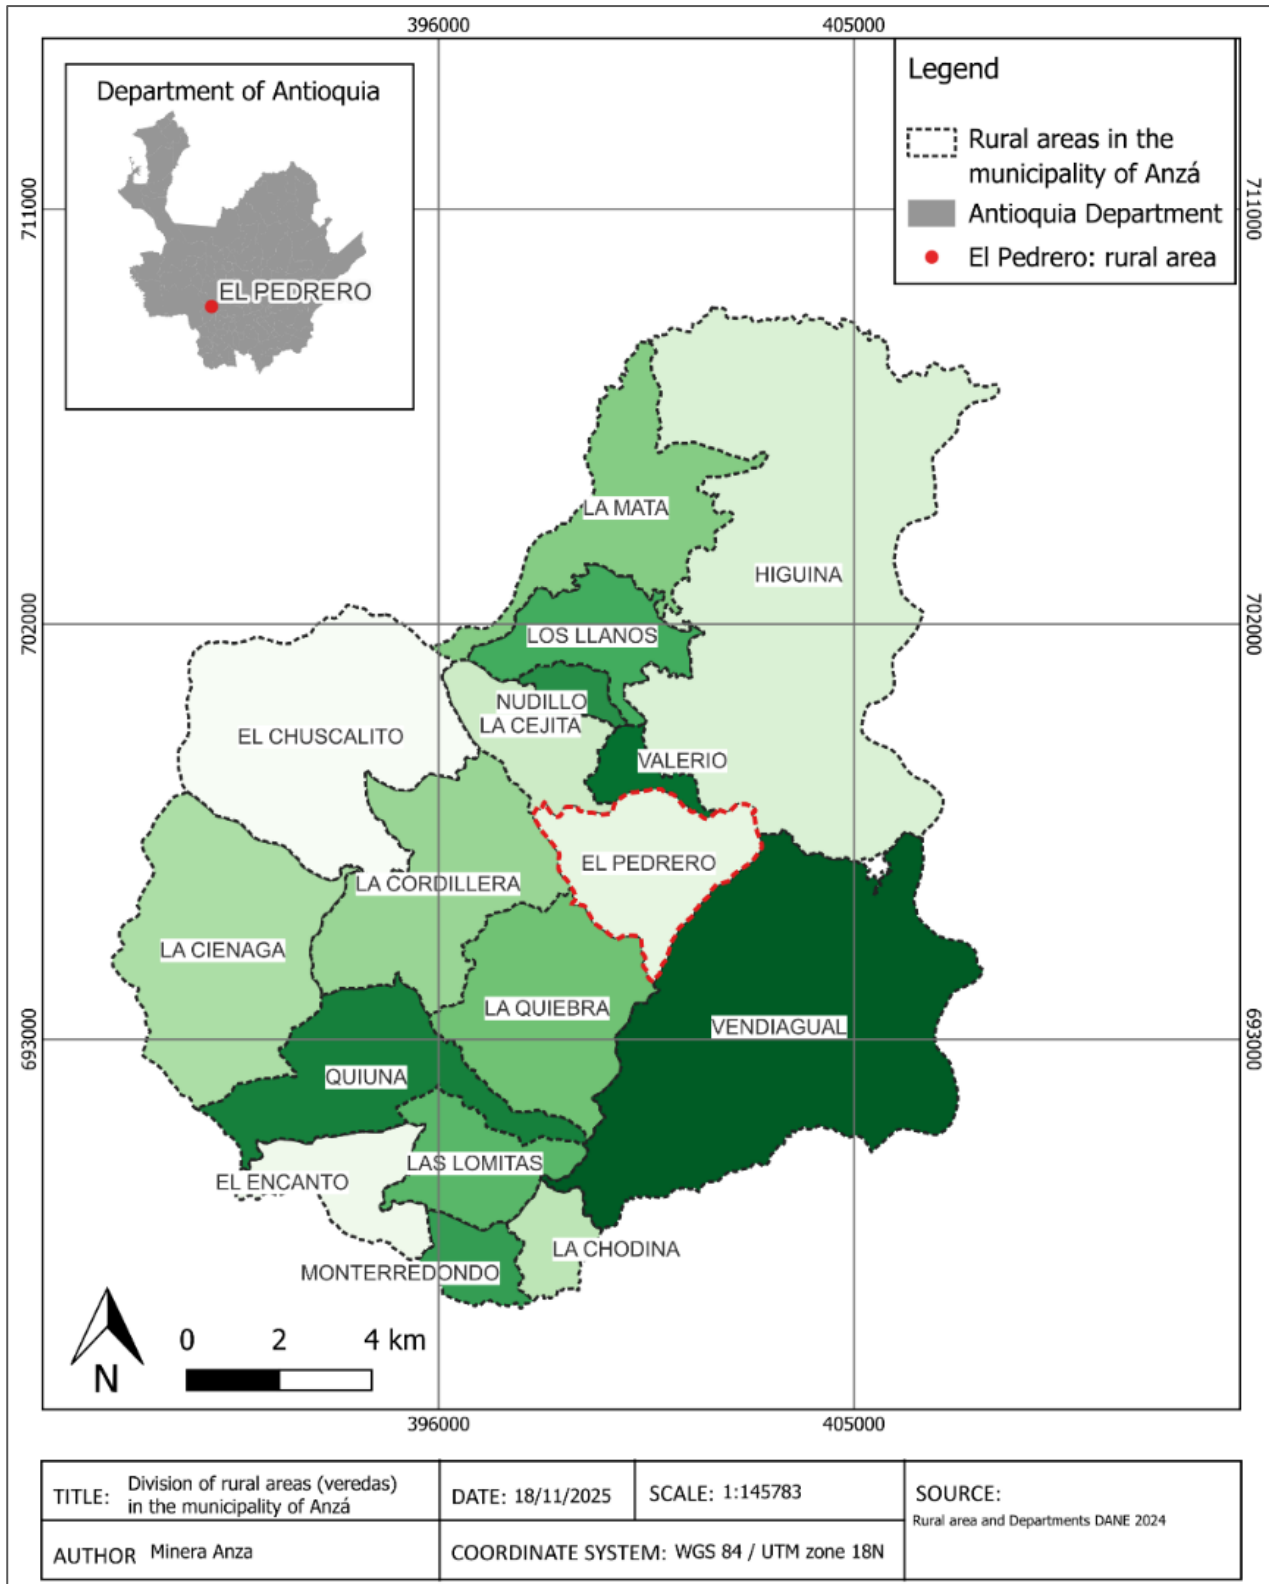 396000
405000
Department of Antioquia
EL PEDRERO
Legend
Rural areas in the
municipality of Anzá
Antioquia Department
El Pedrero: rural area
711000
711000
LA MATA
HIGUINA
702000
702000
LOS LLANOS
NUDILLO
LA CEJITA
EL CHUSCALITO
VALERIO
EL PEDRERO
LA CORDILLERA
LA CIENAGA
LA QUIEBRA
VENDIAGUAL
693000
693000
QUIUNA
LAS LOMITAS
EL ENCANTO
LA CHODINA
MONTERREDONDO
N
0 2 4 km
396000
405000
TITLE: Division of rural areas (veredas)
in the municipality of Anzá
DATE: 18/11/2025
SCALE: 1:145783
SOURCE:
Rural area and Departments DANE 2024
AUTHOR Minera Anza
COORDINATE SYSTEM: WGS 84 / UTM zone 18N